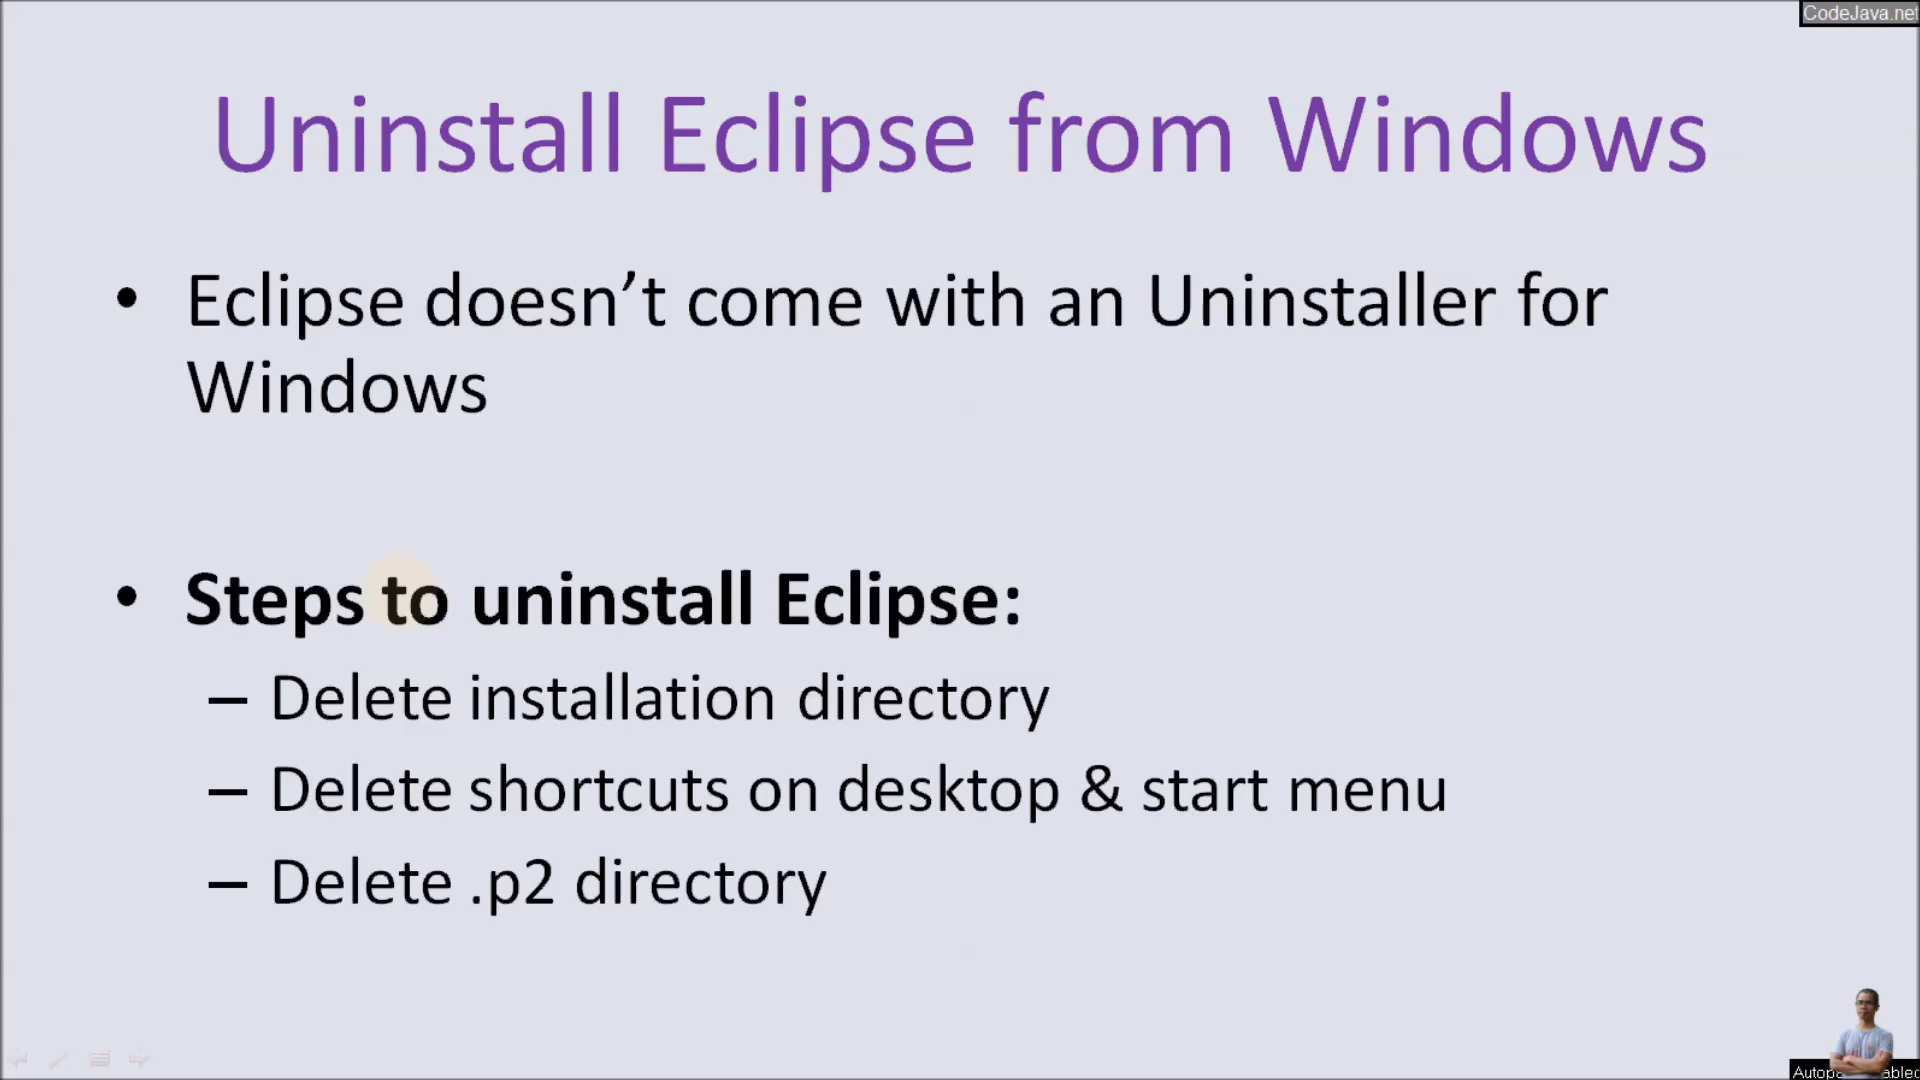 CodeJava.net
Uninstall Eclipse from Windows
• Eclipse doesn’t come with an Uninstaller for
Windows
• Steps to uninstall Eclipse:
– Delete installation directory
– Delete shortcuts on desktop & start menu
– Delete .p2 directory